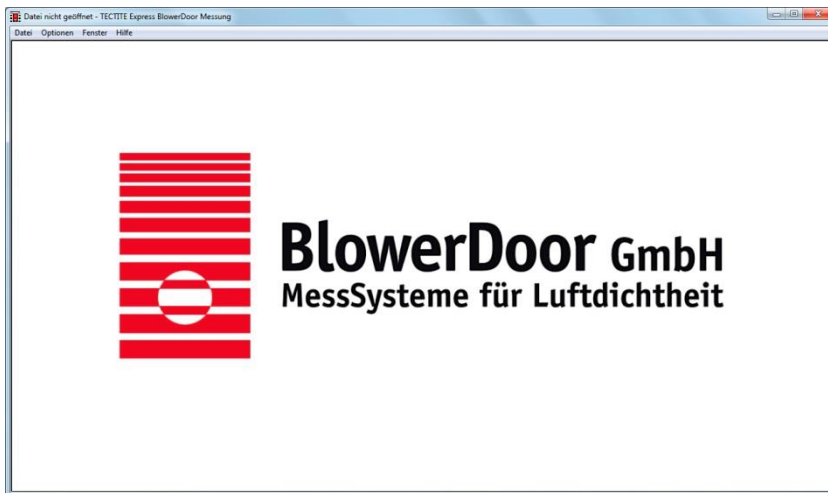 Datei nicht geöffnet - TECTITE Express BlowerDoor Messung
Datei Optionen Fenster Hilfe
BlowerDoor GmbH
MessSysteme für Luftdichtheit